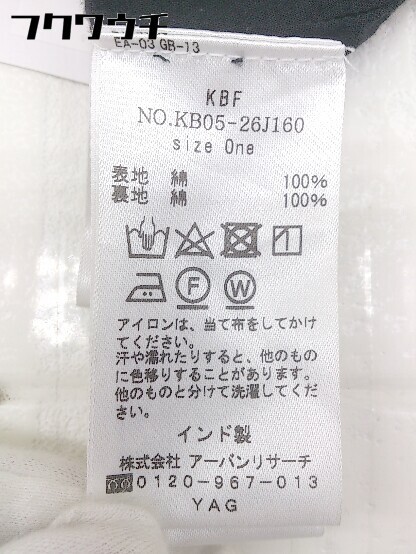 フクワウチ
EA-03 GB-13
KBF
NO.KB05-26J160
size One
表地 綿 100%
裏地 綿 100%
F W
アイロンは、当て布をしてかけ
てください。
汗や濡れたりすると、他のもの
に色移りすることがあります。
他のものと分けて洗濯してくだ
さい。
インド製
株式会社 アーバンリサーチ
0120-967-013
YAG